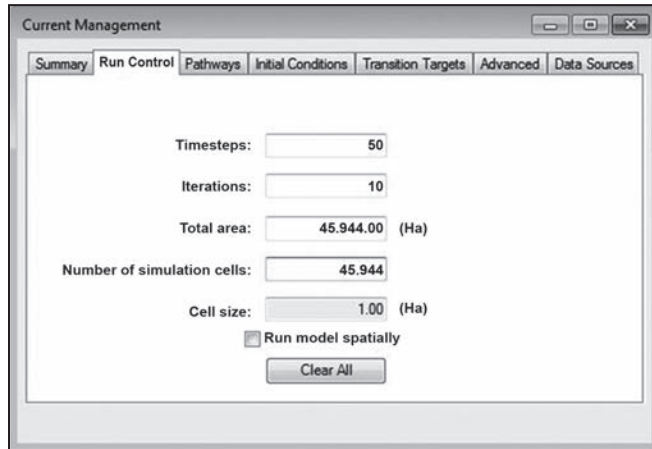 Current Management
Summary Run Control Pathways Initial Conditions Transition Targets Advanced Data Sources
Timesteps: 50
Iterations: 10
Total area: 45.944.00 (Ha)
Number of simulation cells: 45.944
Cell size: 1.00 (Ha)
Run model spatially
Clear All